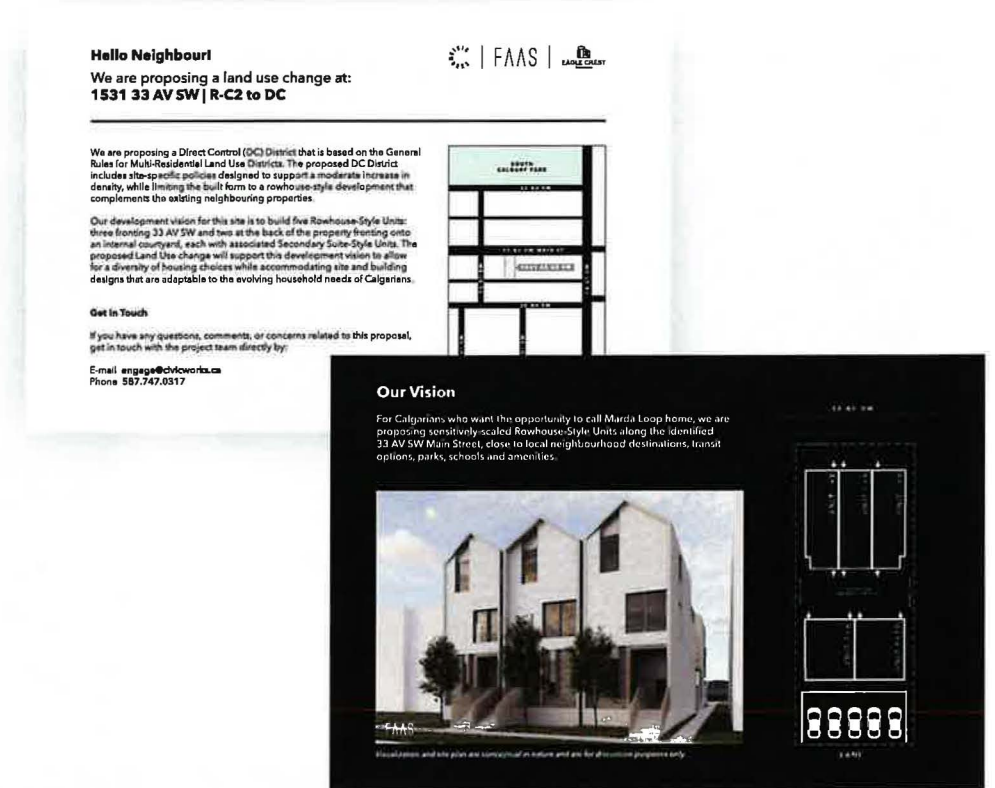 Hello Neighbour!
FAAS
EAGLE CREST
We are proposing a land use change at:
1531 33 AV SW | R-C2 to DC
We are proposing a Direct Control (DC) District that is based on the General
Rules for Multi-Residential Land Use Districts. The proposed DC District
includes site-specific policies designed to support a moderate increase in
density, while limiting the built form to a rowhouse-style development that
complements the existing neighbouring properties.
Our development vision for this site is to build five Rowhouse-Style Units:
three fronting 33 AV SW and two at the back of the property fronting onto
an internal courtyard, each with associated Secondary Suite-Style Units. The
proposed Land Use change will support this development vision to allow
for a diversity of housing choices while accommodating site and building
designs that are adaptable to the evolving household needs of Calgarians.
Get in Touch
If you have any questions, comments, or concerns related to this proposal,
get in touch with the project team directly by:
E-mail engage@civicworks.ca
Phone 587.747.0317
SOUTH
CALGARY PARK
33 AV SW MAIN ST
Our Vision
For Calgarians who want the opportunity to call Marda Loop home, we are
proposing sensitively-scaled Rowhouse-Style Units along the identified
33 AV SW Main Street, close to local neighbourhood destinations, transit
options, parks, schools and amenities.
FAAS
Visualization and site plan are conceptual in nature and are for discussion purposes only.
33 AV SW
LANE